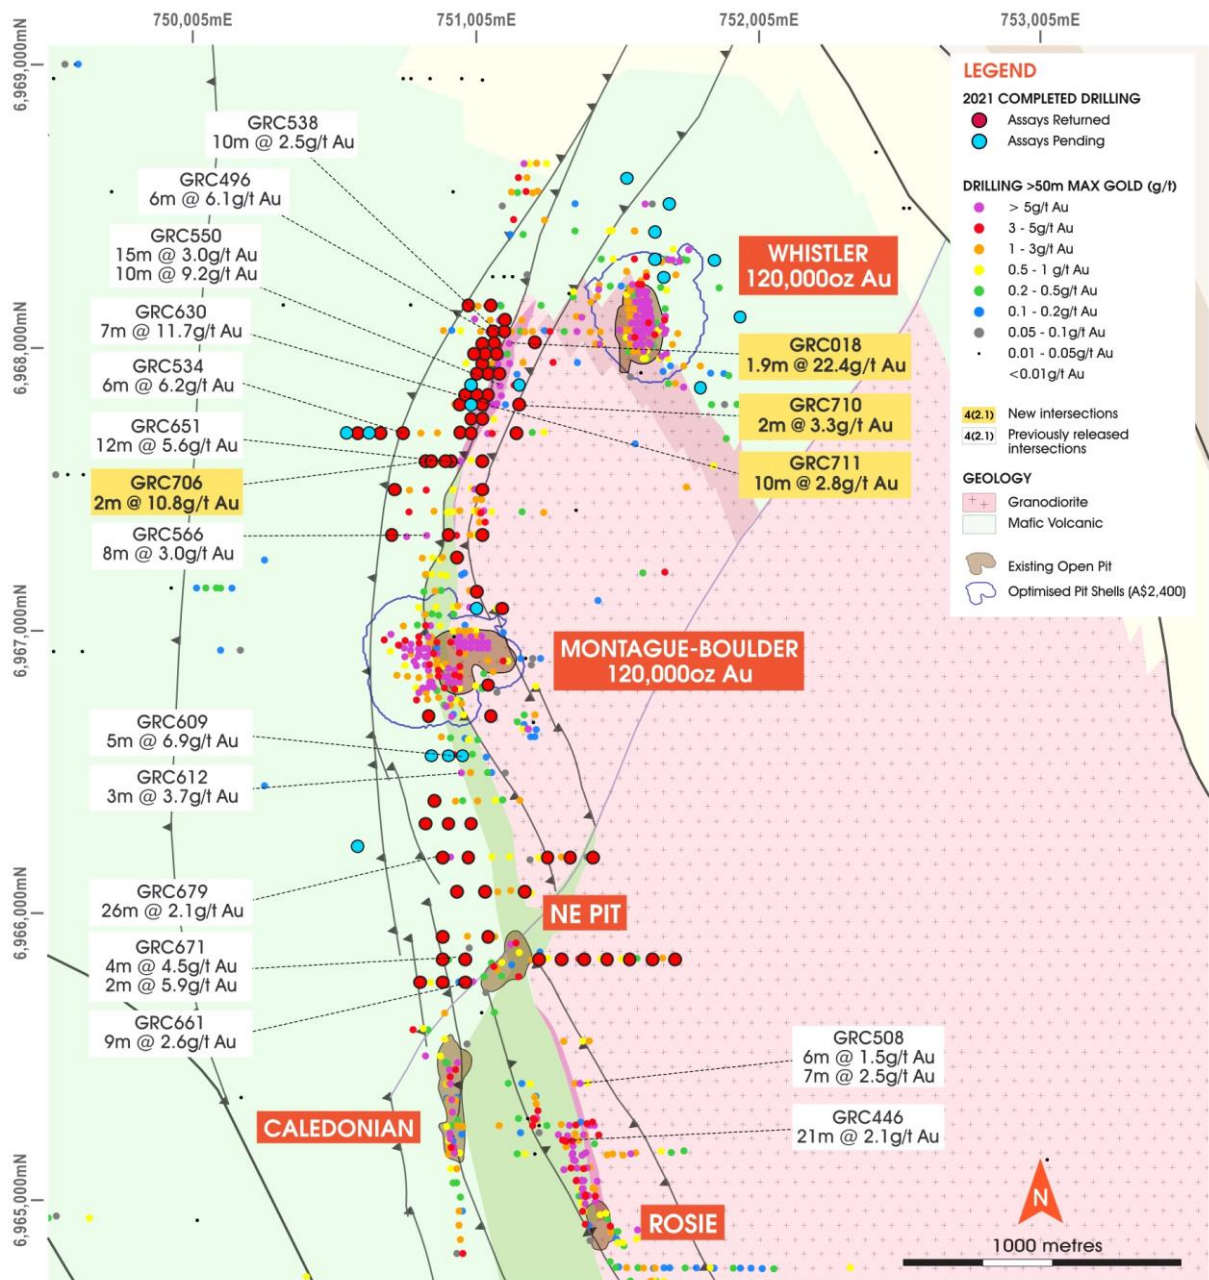 750,005mE
751,005mE
752,005mE
753,005mE
6,969,000mN
6,968,000mN
6,967,000mN
6,966,000mN
6,965,000mN
GRC538
10m @ 2.5g/t Au
GRC496
6m @ 6.1g/t Au
GRC550
15m @ 3.0g/t Au
10m @ 9.2g/t Au
GRC630
7m @ 11.7g/t Au
GRC534
6m @ 6.2g/t Au
GRC651
12m @ 5.6g/t Au
GRC706
2m @ 10.8g/t Au
GRC566
8m @ 3.0g/t Au
GRC609
5m @ 6.9g/t Au
GRC612
3m @ 3.7g/t Au
GRC679
26m @ 2.1g/t Au
GRC671
4m @ 4.5g/t Au
2m @ 5.9g/t Au
GRC661
9m @ 2.6g/t Au
CALEDONIAN
WHISTLER
120,000oz Au
GRC018
1.9m @ 22.4g/t Au
GRC710
2m @ 3.3g/t Au
GRC711
10m @ 2.8g/t Au
MONTAGUE-BOULDER
120,000oz Au
NE PIT
GRC508
6m @ 1.5g/t Au
7m @ 2.5g/t Au
GRC446
21m @ 2.1g/t Au
ROSIE
LEGEND
2021 COMPLETED DRILLING
Assays Returned
Assays Pending
DRILLING >50m MAX GOLD (g/t)
> 5g/t Au
3 - 5g/t Au
1 - 3g/t Au
0.5 - 1 g/t Au
0.2 - 0.5g/t Au
0.1 - 0.2g/t Au
0.05 - 0.1g/t Au
0.01 - 0.05g/t Au
<0.01g/t Au
4(2.1) New intersections
4(2.1) Previously released
intersections
GEOLOGY
Granodiorite
Mafic Volcanic
Existing Open Pit
Optimised Pit Shells (A$2,400)
N
1000 metres